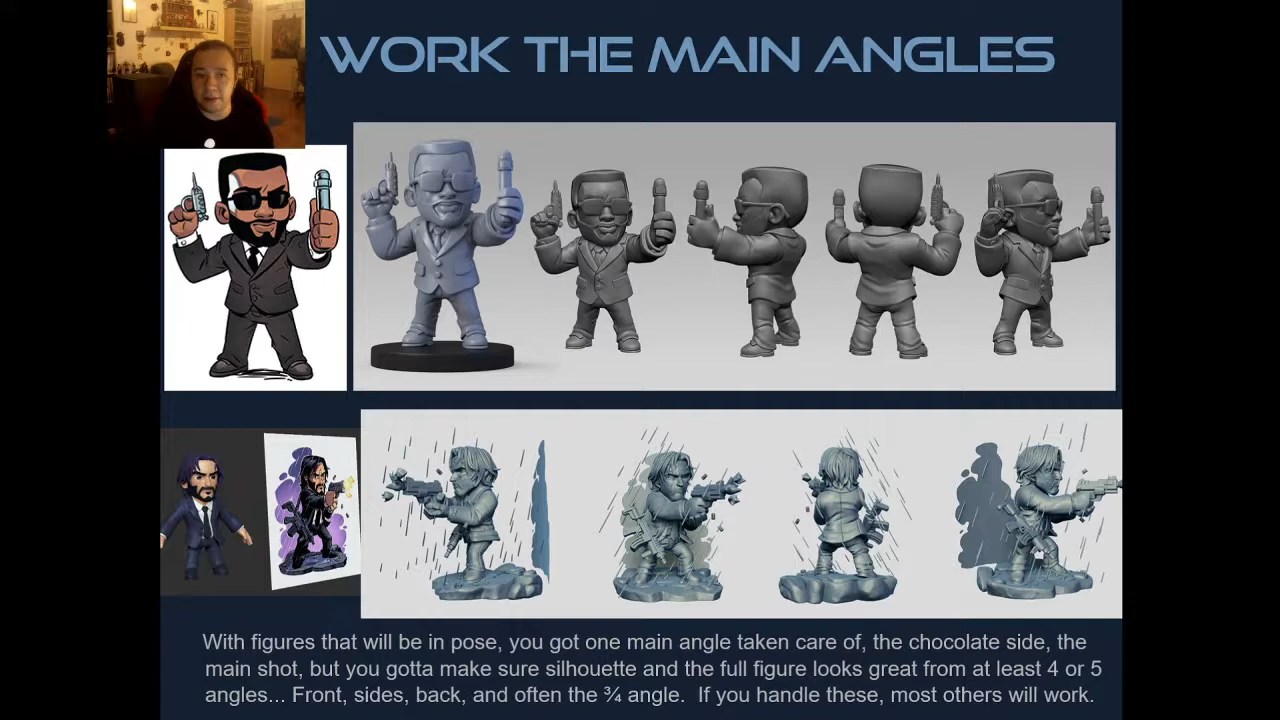 WORK THE MAIN ANGLES
With figures that will be in pose, you got one main angle taken care of, the chocolate side, the
main shot, but you gotta make sure silhouette and the full figure looks great from at least 4 or 5
angles... Front, sides, back, and often the ¾ angle.  If you handle these, most others will work.